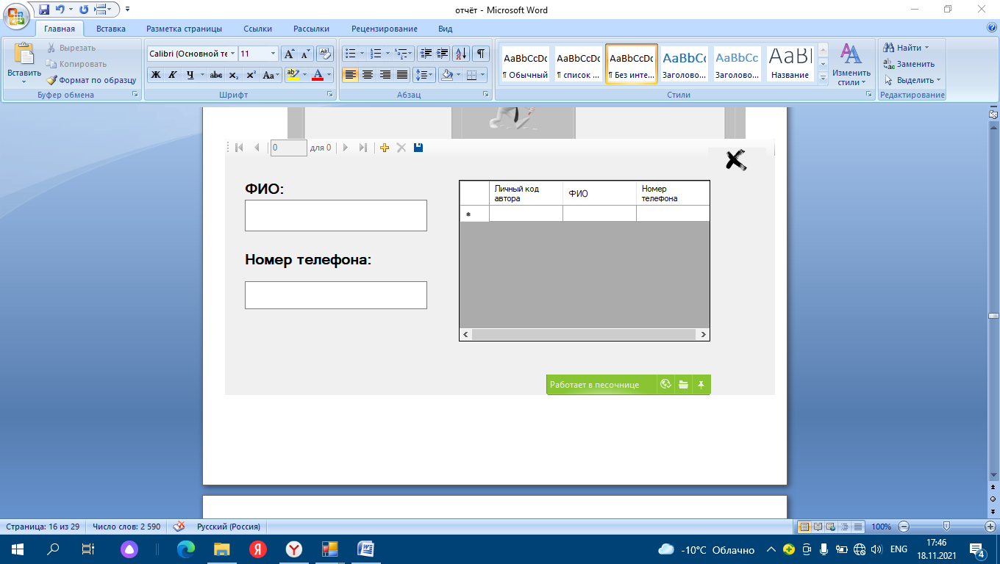 отчёт - Microsoft Word
Главная Вставка Разметка страницы Ссылки Рассылки Рецензирование Вид
Вставить
Вырезать
Копировать
Формат по образцу
Буфер обмена
Calibri (Основной те 11
Ж К Ч abc x₂ x² Aa ab А
Шрифт
Абзац
AaBbCcDc AaBbCcDc AaBbCcDc AaBbCc AaBbCc AaBl
¶ Обычный ¶ список ... ¶ Без инте... Заголово... Заголово... Название
Изменить
стили
Стили
Найти
Заменить
Выделить
Редактирование
0 для 0
ФИО:
Номер телефона:
Личный код
автора
ФИО
Номер
телефона
Работает в песочнице
Страница: 16 из 29 Число слов: 2 590 Русский (Россия) 100%
-10°C Облачно ENG 17:46
18.11.2021
4